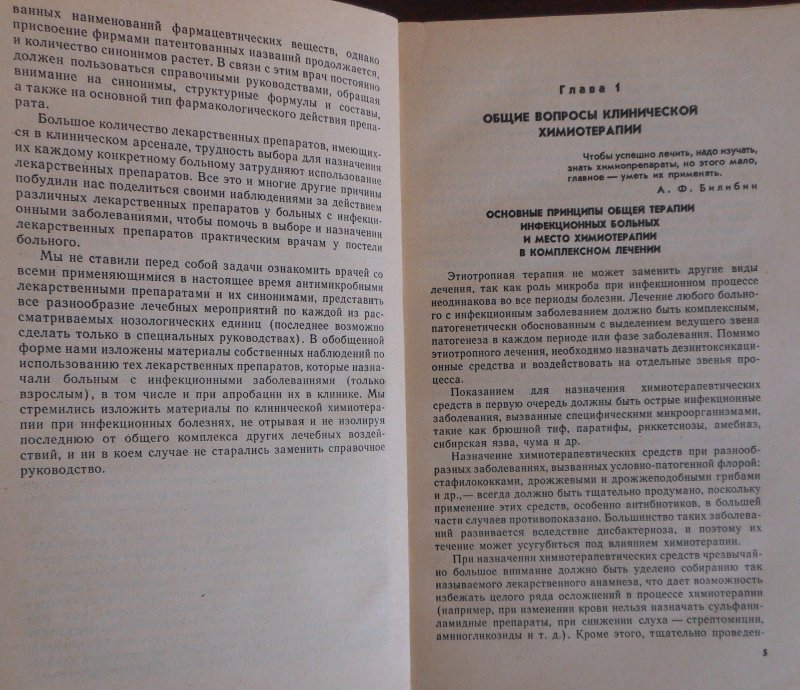 ванных наименований фармацевтических веществ, однако
присвоение фирмами патентованных названий продолжается,
и количество синонимов растет. В связи с этим врач постоянно
должен пользоваться справочными руководствами, обращая
внимание на синонимы, структурные формулы и составы,
а также на основной тип фармакологического действия препа-
рата.
Большое количество лекарственных препаратов, имеющих-
ся в клиническом арсенале, трудность выбора для назначения
их каждому конкретному больному затрудняют использование
лекарственных препаратов. Все это и многие другие причины
побудили нас поделиться своими наблюдениями за действием
различных лекарственных препаратов у больных с инфекци-
онными заболеваниями, чтобы помочь в выборе и назначении
лекарственных препаратов практическим врачам у постели
больного.
Мы не ставили перед собой задачи ознакомить врачей со
всеми применяющимися в настоящее время антимикробными
лекарственными препаратами и их синонимами, представить
все разнообразие лечебных мероприятий по каждой из рас-
сматриваемых нозологических единиц (последнее возможно
сделать только в специальных руководствах). В обобщенной
форме нами изложены материалы собственных наблюдений по
использованию тех лекарственных препаратов, которые назна-
чали больным с инфекционными заболеваниями (только
взрослым), в том числе и при апробации их в клинике. Мы
стремились изложить материалы по клинической химиотера-
пии при инфекционных болезнях, не отрывая и не изолируя
последнюю от общего комплекса других лечебных воздей-
ствий, и ни в коем случае не старались заменить справочное
руководство.
Глава 1
ОБЩИЕ ВОПРОСЫ КЛИНИЧЕСКОЙ
ХИМИОТЕРАПИИ
Чтобы успешно лечить, надо изучать,
знать химиопрепараты, но этого мало,
главное — уметь их применять.
А. Ф. Билибин
ОСНОВНЫЕ ПРИНЦИПЫ ОБЩЕЙ ТЕРАПИИ
ИНФЕКЦИОННЫХ БОЛЬНЫХ
И МЕСТО ХИМИОТЕРАПИИ
В КОМПЛЕКСНОМ ЛЕЧЕНИИ
Этиотропная терапия не может заменить другие виды
лечения, так как роль микроба при инфекционном процессе
неодинакова во все периоды болезни. Лечение любого больно-
го с инфекционным заболеванием должно быть комплексным,
патогенетически обоснованным с выделением ведущего звена
патогенеза в каждом периоде или фазе заболевания. Помимо
этиотропного лечения, необходимо назначать дезинтоксикаци-
онные средства и воздействовать на отдельные звенья про-
цесса.
Показанием для назначения химиотерапевтических
средств в первую очередь должны быть острые инфекционные
заболевания, вызванные специфическими микроорганизмами,
такие как брюшной тиф, паратифы, риккетсиозы, амебиаз,
сибирская язва, чума и др.
Назначение химиотерапевтических средств при разнооб-
разных заболеваниях, вызванных условно-патогенной флорой:
стафилококками, дрожжевыми и дрожжеподобными грибами
и др.,— всегда должно быть тщательно продумано, поскольку
применение этих средств, особенно антибиотиков, в большей
части случаев противопоказано. Большинство таких заболева-
ний развивается вследствие дисбактериоза, и поэтому их
течение может усугубиться под влиянием химиотерапии.
При назначении химиотерапевтических средств чрезвычай-
но большое внимание должно быть уделено собиранию так
называемого лекарственного анамнеза, что дает возможность
избежать целого ряда осложнений в процессе химиотерапии
(например, при изменении крови нельзя назначать сульфани-
ламидные препараты, при снижении слуха — стрептомицин,
аминогликозиды и т. д.). Кроме этого, тщательно проведен-
5